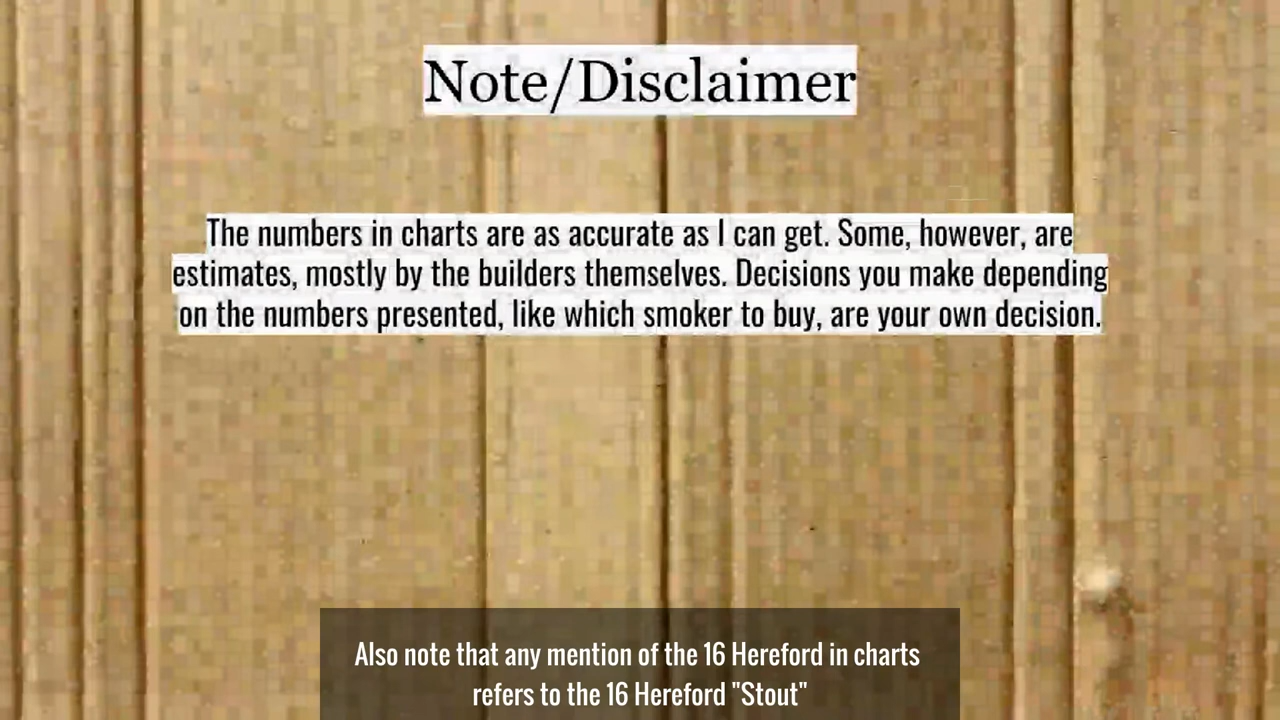 Note/Disclaimer
The numbers in charts are as accurate as I can get. Some, however, are
estimates, mostly by the builders themselves. Decisions you make depending
on the numbers presented, like which smoker to buy, are your own decision.
Also note that any mention of the 16 Hereford in charts
refers to the 16 Hereford "Stout"